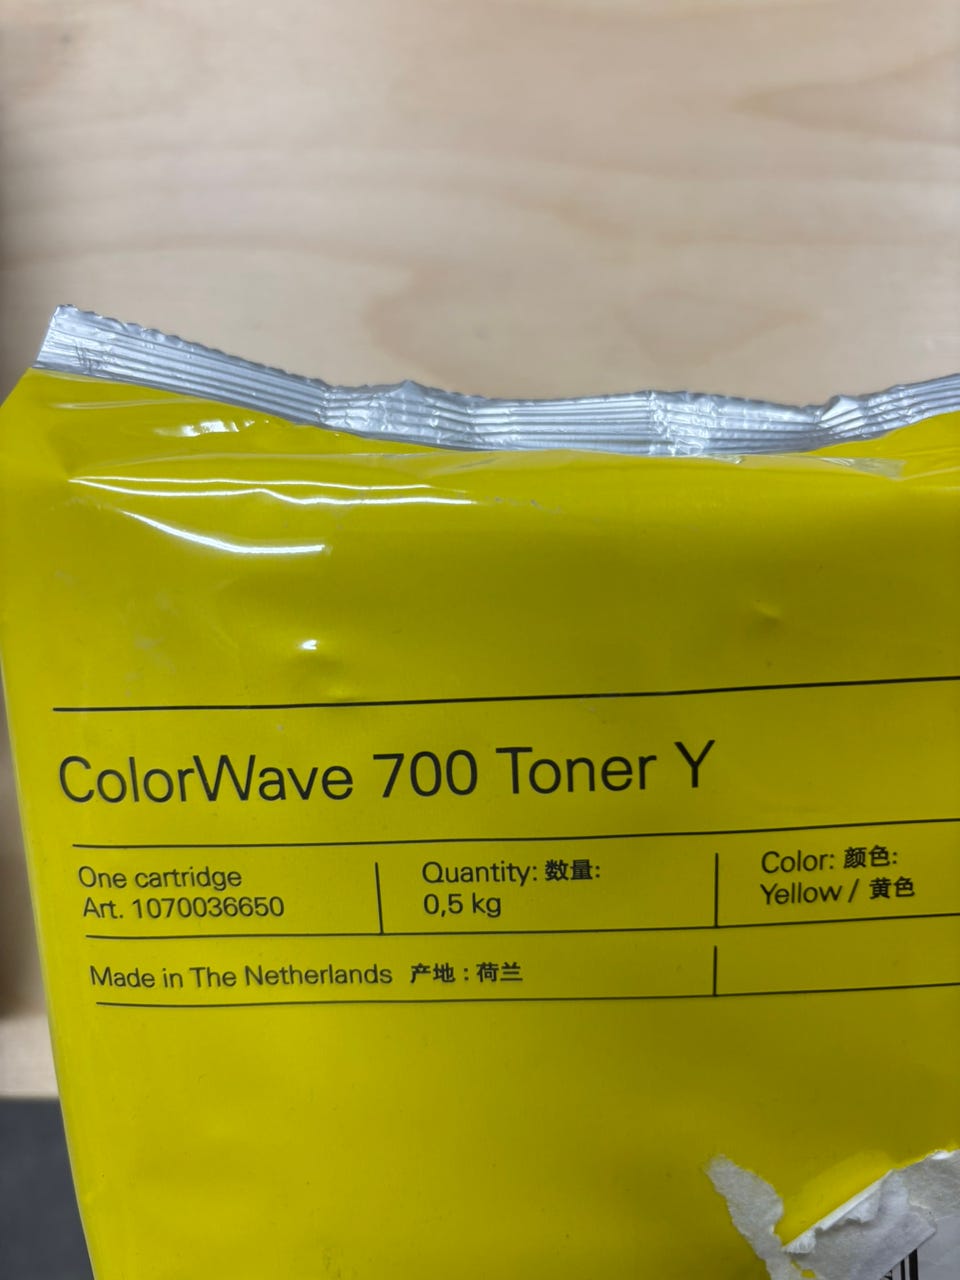 ColorWave 700 Toner Y
One cartridge
Art. 1070036650
Quantity: 数量:
0,5 kg
Color: 颜色:
Yellow / 黄色
Made in The Netherlands 产地 : 荷兰